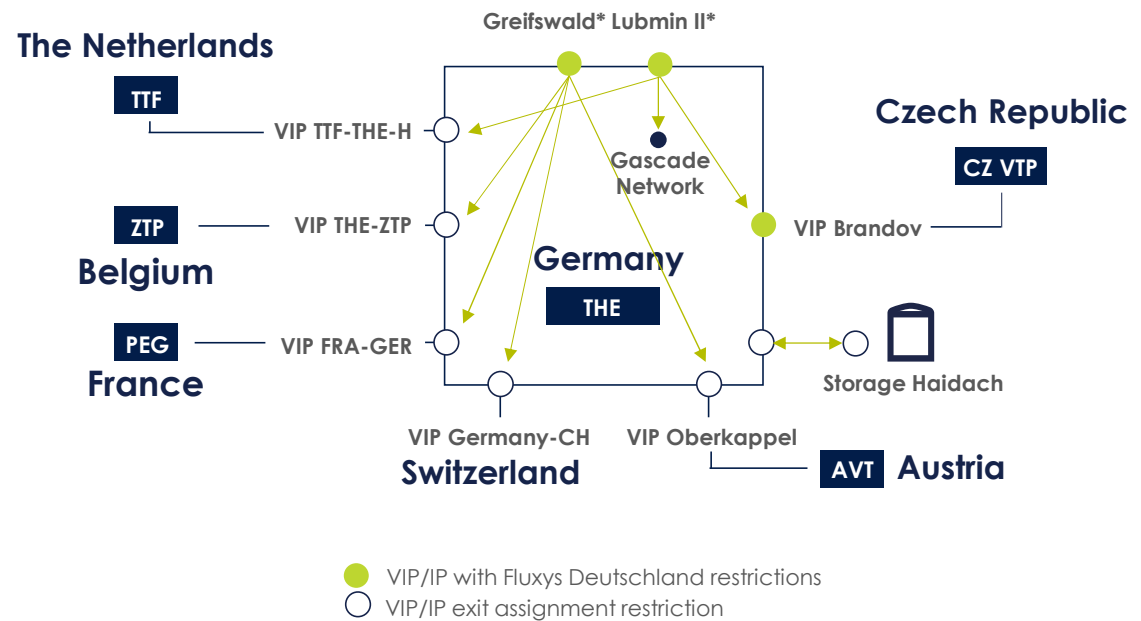 Greifswald* Lubmin II*
The Netherlands
TTF
VIP TTF-THE-H
Czech Republic
CZ VTP
Gascade
Network
ZTP
VIP THE-ZTP
VIP Brandov
Belgium
Germany
THE
PEG
VIP FRA-GER
France
Storage Haidach
VIP Germany-CH
VIP Oberkappel
Switzerland
AVT
Austria
VIP/IP with Fluxys Deutschland restrictions
VIP/IP exit assignment restriction